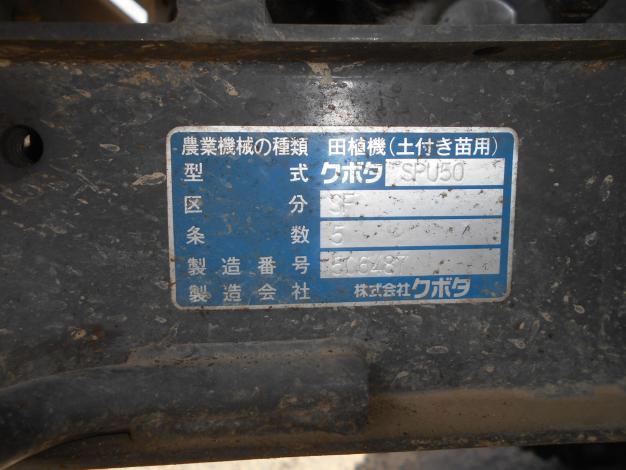 農業機械の種類 田植機(土付き苗用)
型式 クボタ SPU50
区分 SF
条数 5
製造番号
製造会社 株式会社クボタ